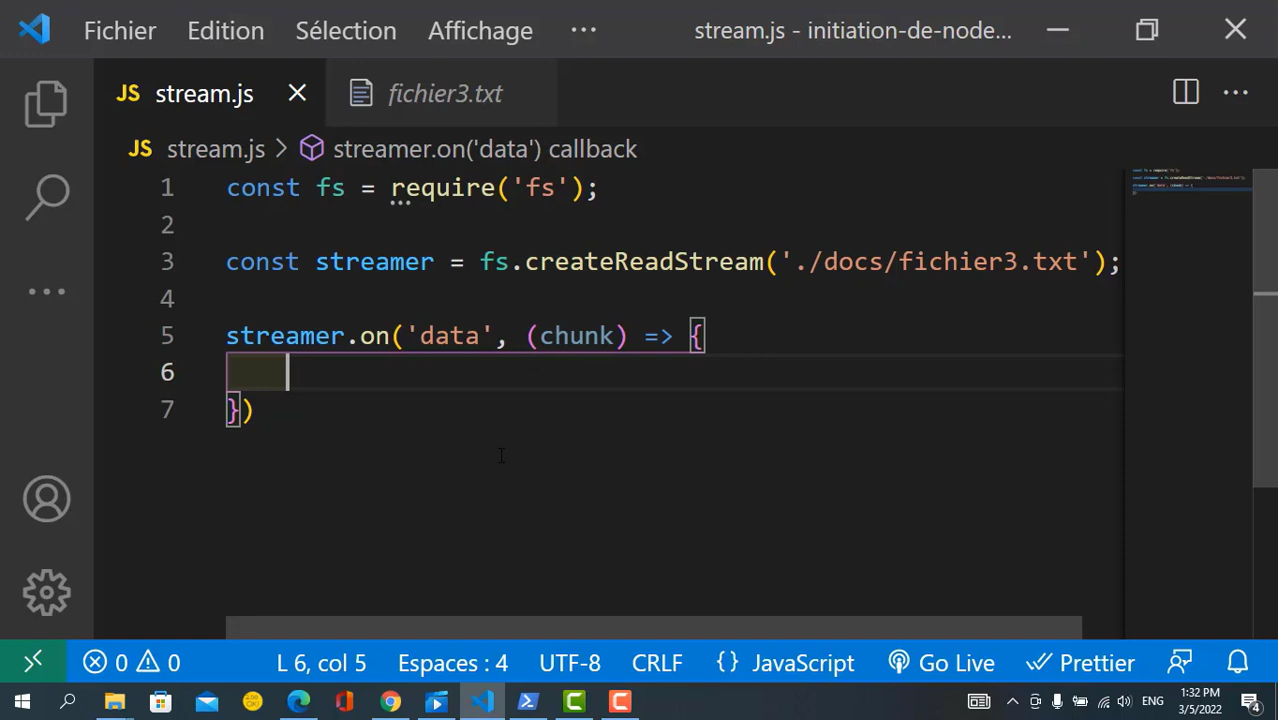 Fichier Edition Sélection Affichage ··· stream.js - initiation-de-node...
JS stream.js fichier3.txt ···
JS stream.js > streamer.on('data') callback
1 const fs = require('fs');
2
3 const streamer = fs.createReadStream('./docs/fichier3.txt');
4
5 streamer.on('data', (chunk) => {
6
7 })
0 0 L 6, col 5 Espaces : 4 UTF-8 CRLF {} JavaScript Go Live Prettier
ENG 1:32 PM
3/5/2022 4